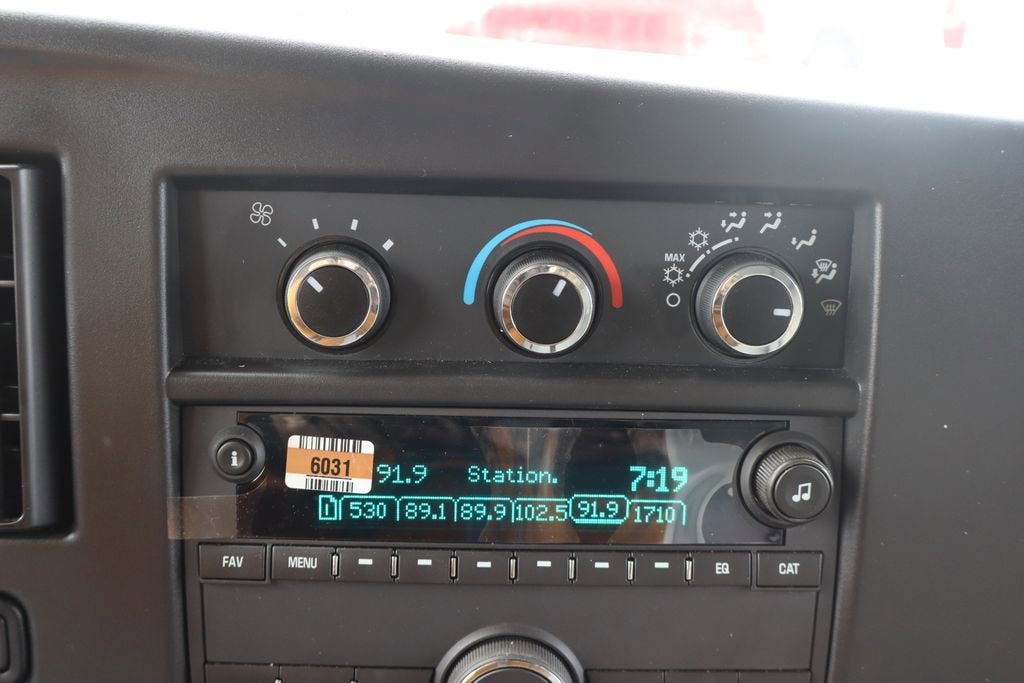 MAX
i
6031
91.9 Station. 7:19
1 530 89.1 89.9 102.5 91.9 1710
FAV MENU EQ CAT